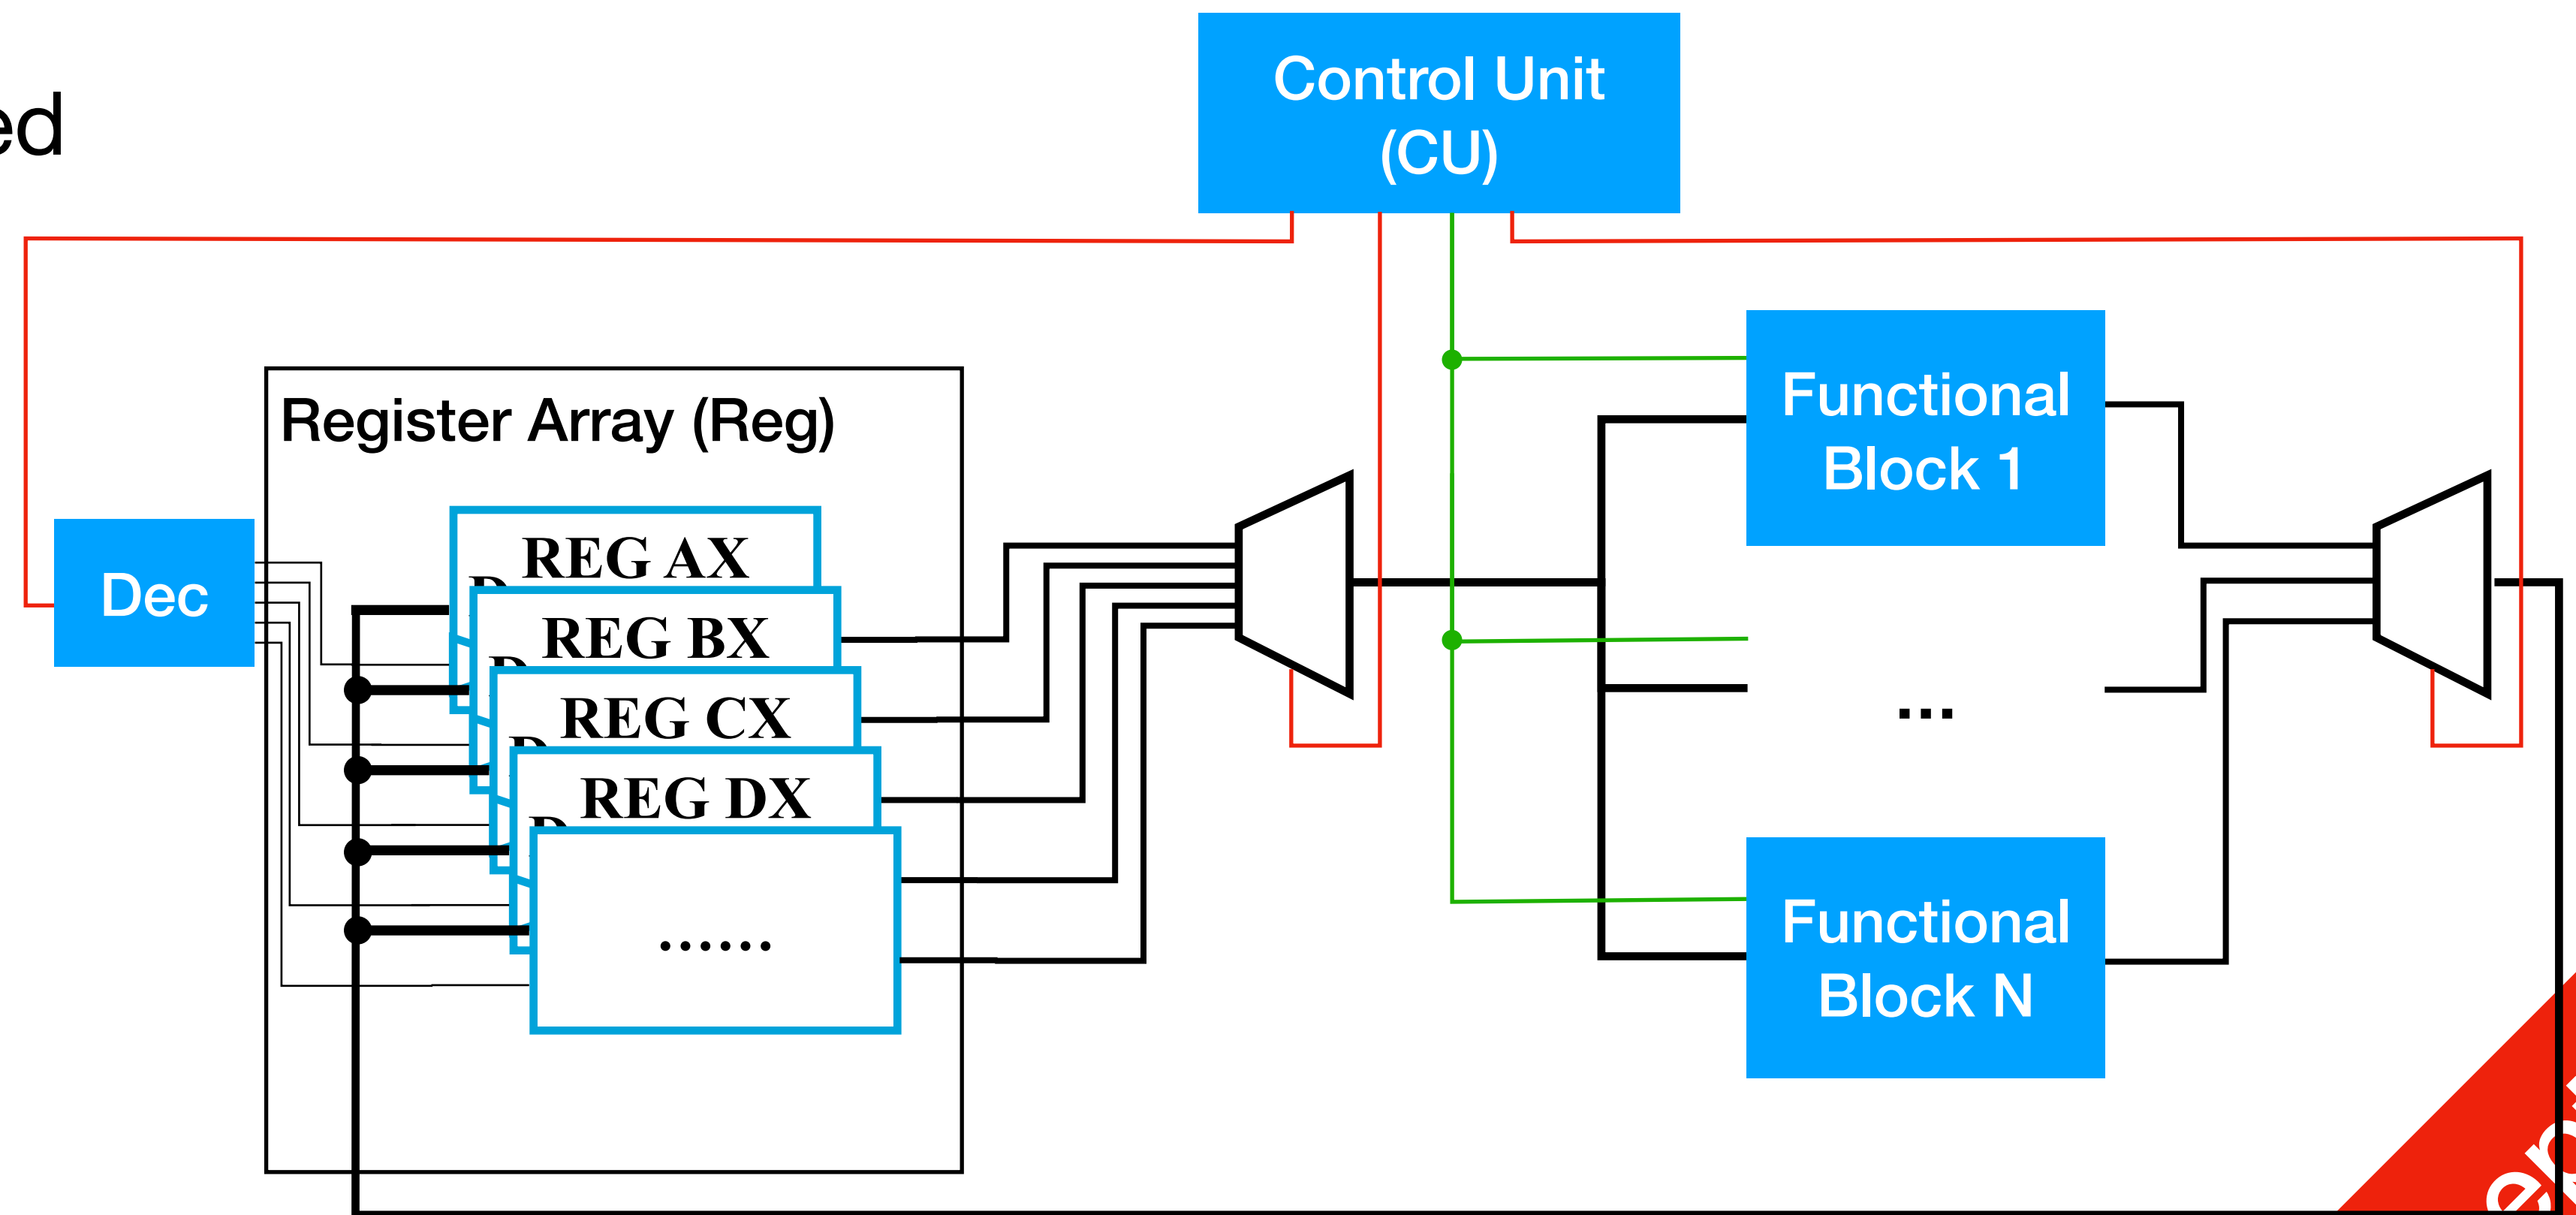 ed
Control Unit
(CU)
Register Array (Reg)
Dec
REG AX
REG BX
REG CX
REG DX
......
Functional
Block 1
...
Functional
Block N